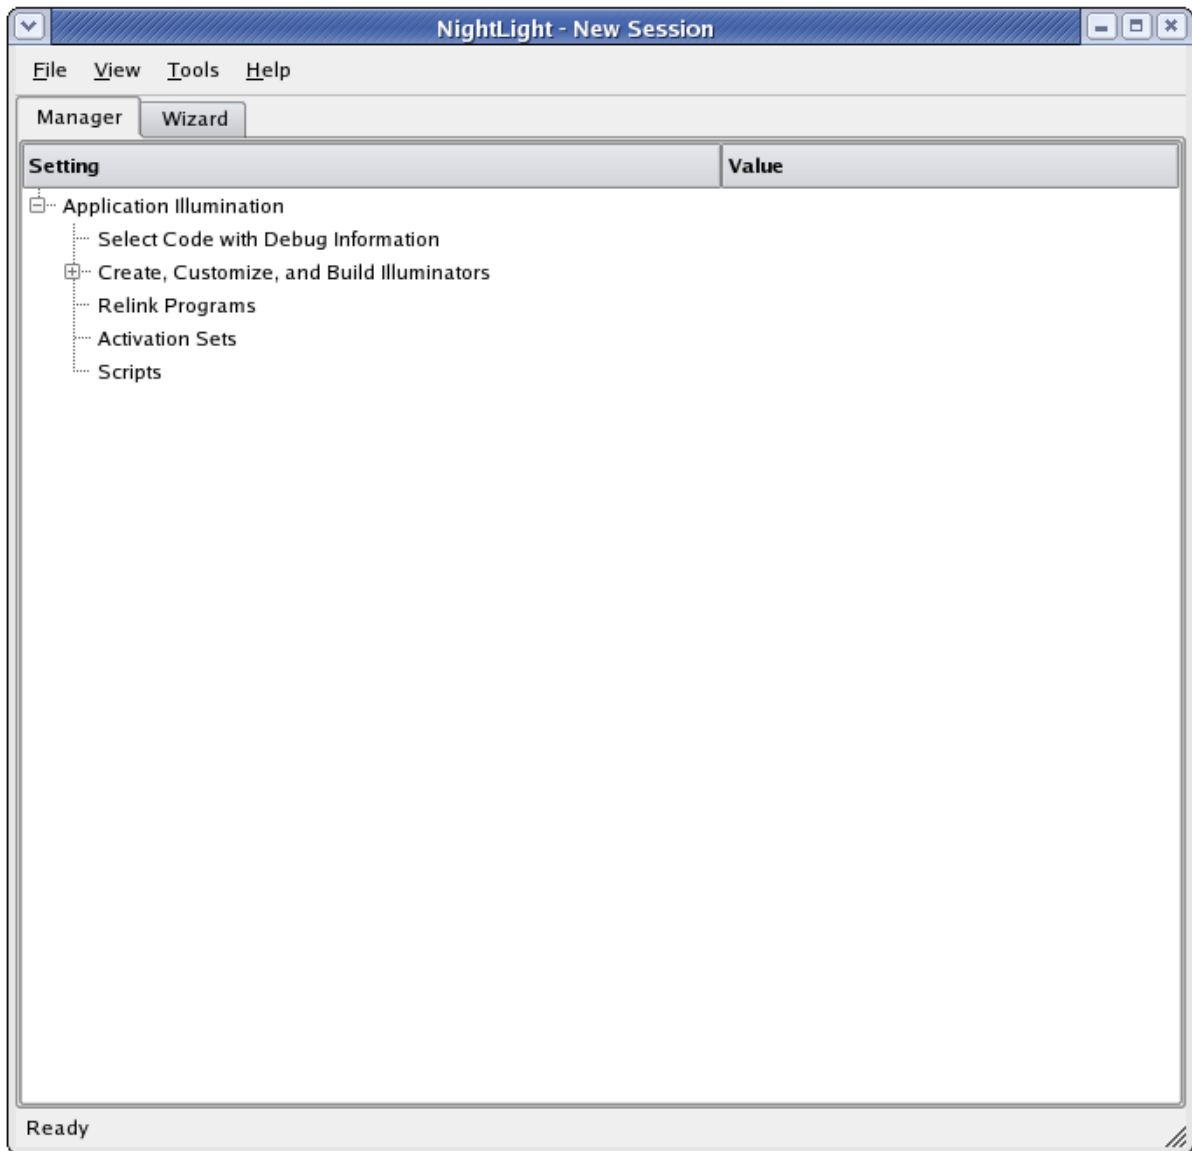 NightLight - New Session
File View Tools Help
Manager Wizard
Setting Value
Application Illumination
Select Code with Debug Information
Create, Customize, and Build Illuminators
Relink Programs
Activation Sets
Scripts
Ready